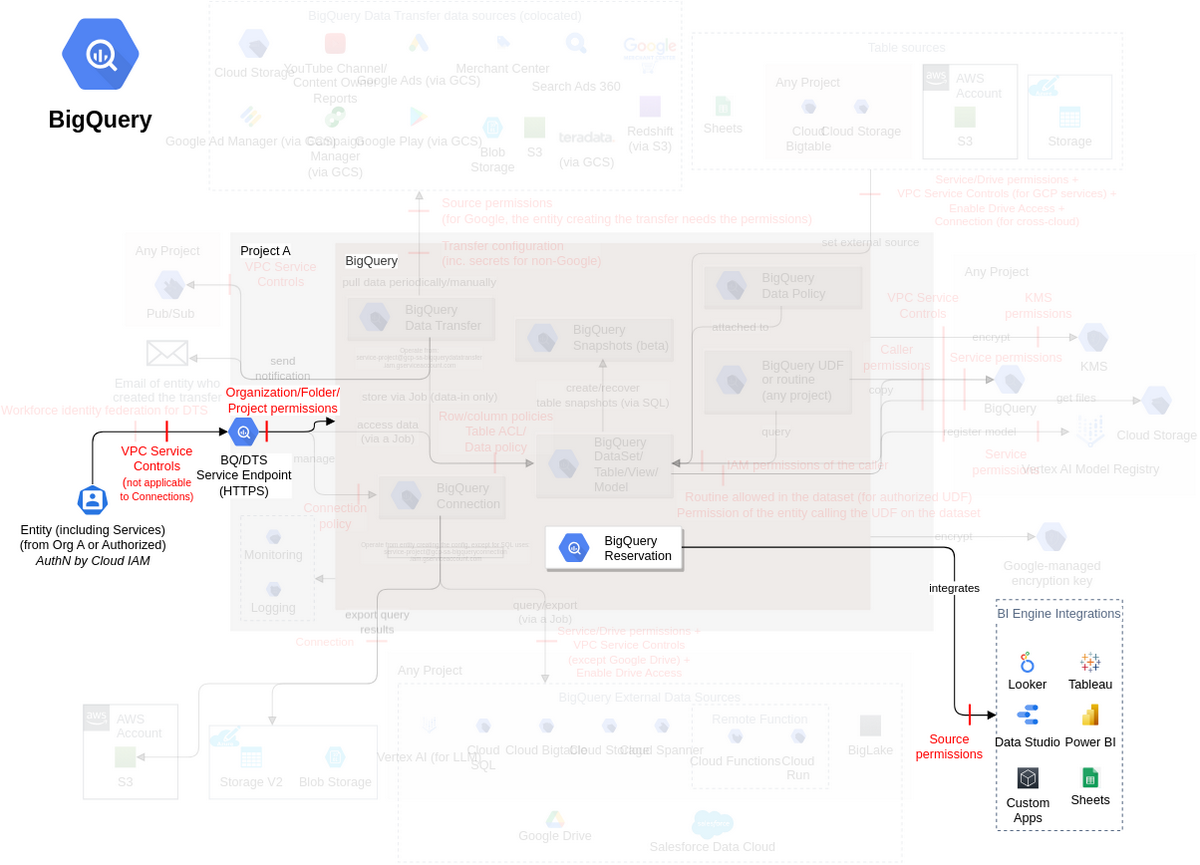 BigQuery
BigQuery Data Transfer data sources (colocated)
Cloud Storage
YouTube Channel/
Content Owner
Reports
Google Ads (via GCS)
Merchant Center
Search Ads 360
Google
Google Ad Manager (via GCS)
Campaign
Manager
(via GCS)
Google Play (via GCS)
Blob
Storage
S3
teradata.
(via GCS)
Redshift
(via S3)
Table sources
Sheets
Any Project
Cloud
Bigtable
Cloud Storage
aws
AWS
Account
S3
Storage
Source permissions
(for Google, the entity creating the transfer needs the permissions)
Transfer configuration
(inc. secrets for non-Google)
Service/Drive permissions +
VPC Service Controls (for GCP services) +
Enable Drive Access +
Connection (for cross-cloud)
set external source
Any Project
Pub/Sub
VPC Service
Controls
Project A
BigQuery
pull data periodically/manually
BigQuery
Data Transfer
BigQuery
Snapshots (beta)
BigQuery
Data Policy
attached to
BigQuery UDF
or routine
(any project)
Any Project
VPC Service
Controls
KMS
permissions
encrypt
KMS
Caller
permissions
Service permissions
copy
BigQuery
get files
Cloud Storage
register model
Service
permissions
Vertex AI Model Registry
send
notification
Email of entity who
created the transfer
Workforce identity federation for DTS
Organization/Folder/
Project permissions
store via Job (data-in only)
create/recover
table snapshots (via SQL)
access data
(via a Job)
Row/column policies
Table ACL/
Data policy
query
BigQuery
DataSet/
Table/View/
Model
IAM permissions of the caller
Routine allowed in the dataset (for authorized UDF)
Permission of the entity calling the UDF on the dataset
VPC Service
Controls
(not applicable
to Connections)
BQ/DTS
Service Endpoint
(HTTPS)
manage
Connection
policy
BigQuery
Connection
Entity (including Services)
(from Org A or Authorized)
AuthN by Cloud IAM
Monitoring
Logging
BigQuery
Reservation
encrypt
Google-managed
encryption key
integrates
export query
results
query/export
(via a Job)
Connection
Service/Drive permissions +
VPC Service Controls
(except Google Drive) +
Enable Drive Access
BI Engine Integrations
Looker
Tableau
Data Studio
Power BI
Custom
Apps
Sheets
Source
permissions
aws
AWS
Account
S3
Storage V2
Blob Storage
Any Project
BigQuery External Data Sources
Vertex AI (for LLM)
Cloud
SQL
Cloud Bigtable
Cloud Storage
Cloud Spanner
Remote Function
Cloud Functions
Cloud
Run
BigLake
Google Drive
Salesforce Data Cloud